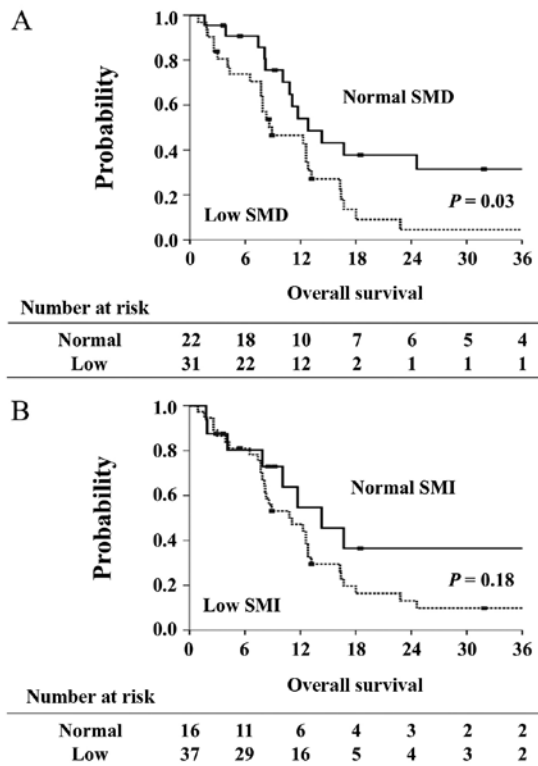 A
Probability
1.0
0.8
0.6
0.4
0.2
0.0
Normal SMD
Low SMD
P = 0.03
0 6 12 18 24 30 36
Overall survival
Number at risk
Normal 22 18 10 7 6 5 4
Low 31 22 12 2 1 1 1
B
Probability
1.0
0.8
0.6
0.4
0.2
0.0
Normal SMI
Low SMI
P = 0.18
0 6 12 18 24 30 36
Overall survival
Number at risk
Normal 16 11 6 4 3 2 2
Low 37 29 16 5 4 3 2